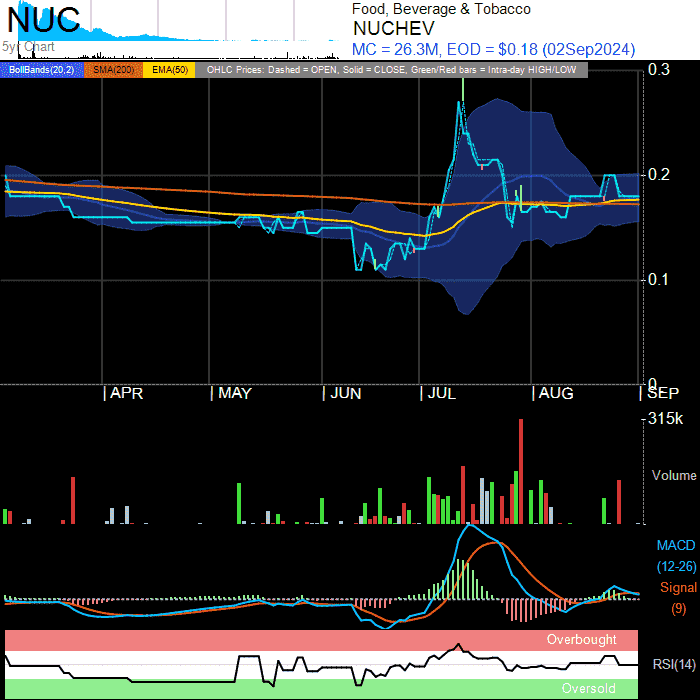 NUC
5yr Chart
Food, Beverage & Tobacco
NUCHEV
MC = 26.3M, EOD = $0.18 (02Sep2024)
BollBands(20,2) SMA(200) EMA(50) OHLC Prices: Dashed = OPEN, Solid = CLOSE, Green/Red bars = Intra-day HIGH/LOW
0.3
0.2
0.1
0
| APR | MAY | JUN | JUL | AUG | SEP
315k
Volume
MACD
(12-26)
Signal
(9)
Overbought
RSI(14)
Oversold